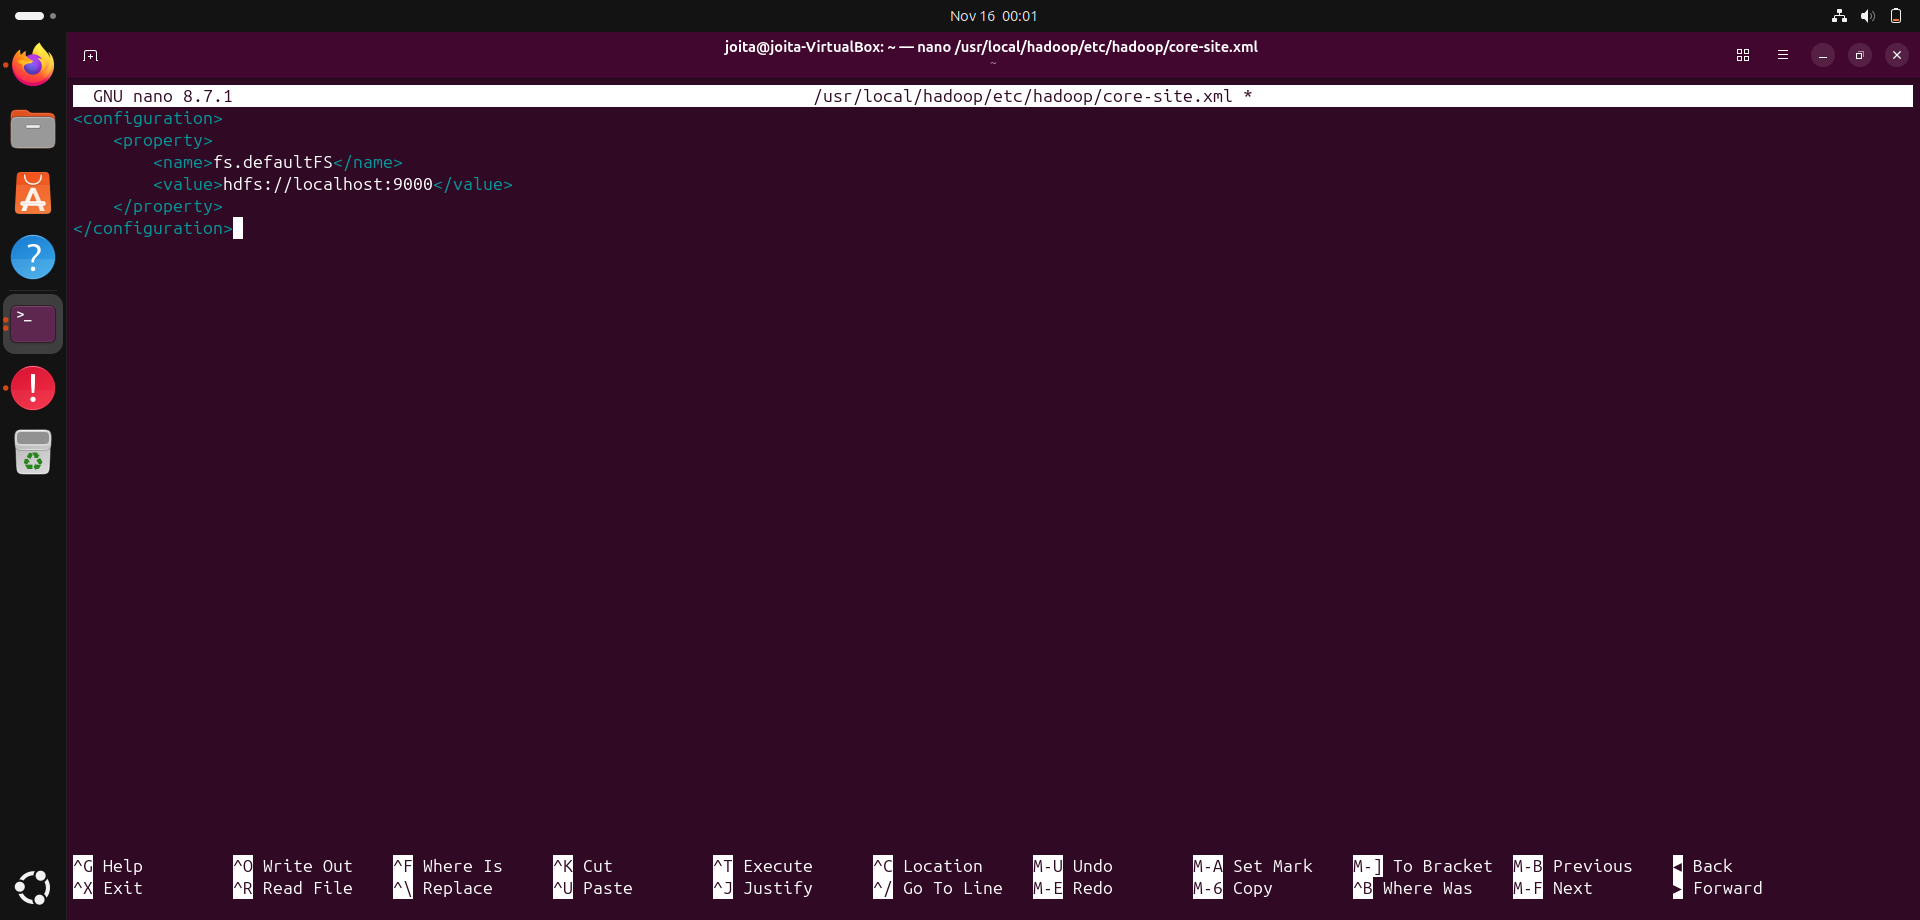 Nov 16 00:01
joita@joita-VirtualBox: ~ — nano /usr/local/hadoop/etc/hadoop/core-site.xml
~
GNU nano 8.7.1 /usr/local/hadoop/etc/hadoop/core-site.xml *
<configuration>
    <property>
        <name>fs.defaultFS</name>
        <value>hdfs://localhost:9000</value>
    </property>
</configuration>
^G Help ^O Write Out ^F Where Is ^K Cut ^T Execute ^C Location M-U Undo M-A Set Mark M-] To Bracket M-B Previous ◂ Back
^X Exit ^R Read File ^\ Replace ^U Paste ^J Justify ^/ Go To Line M-E Redo M-6 Copy ^B Where Was M-F Next ▸ Forward